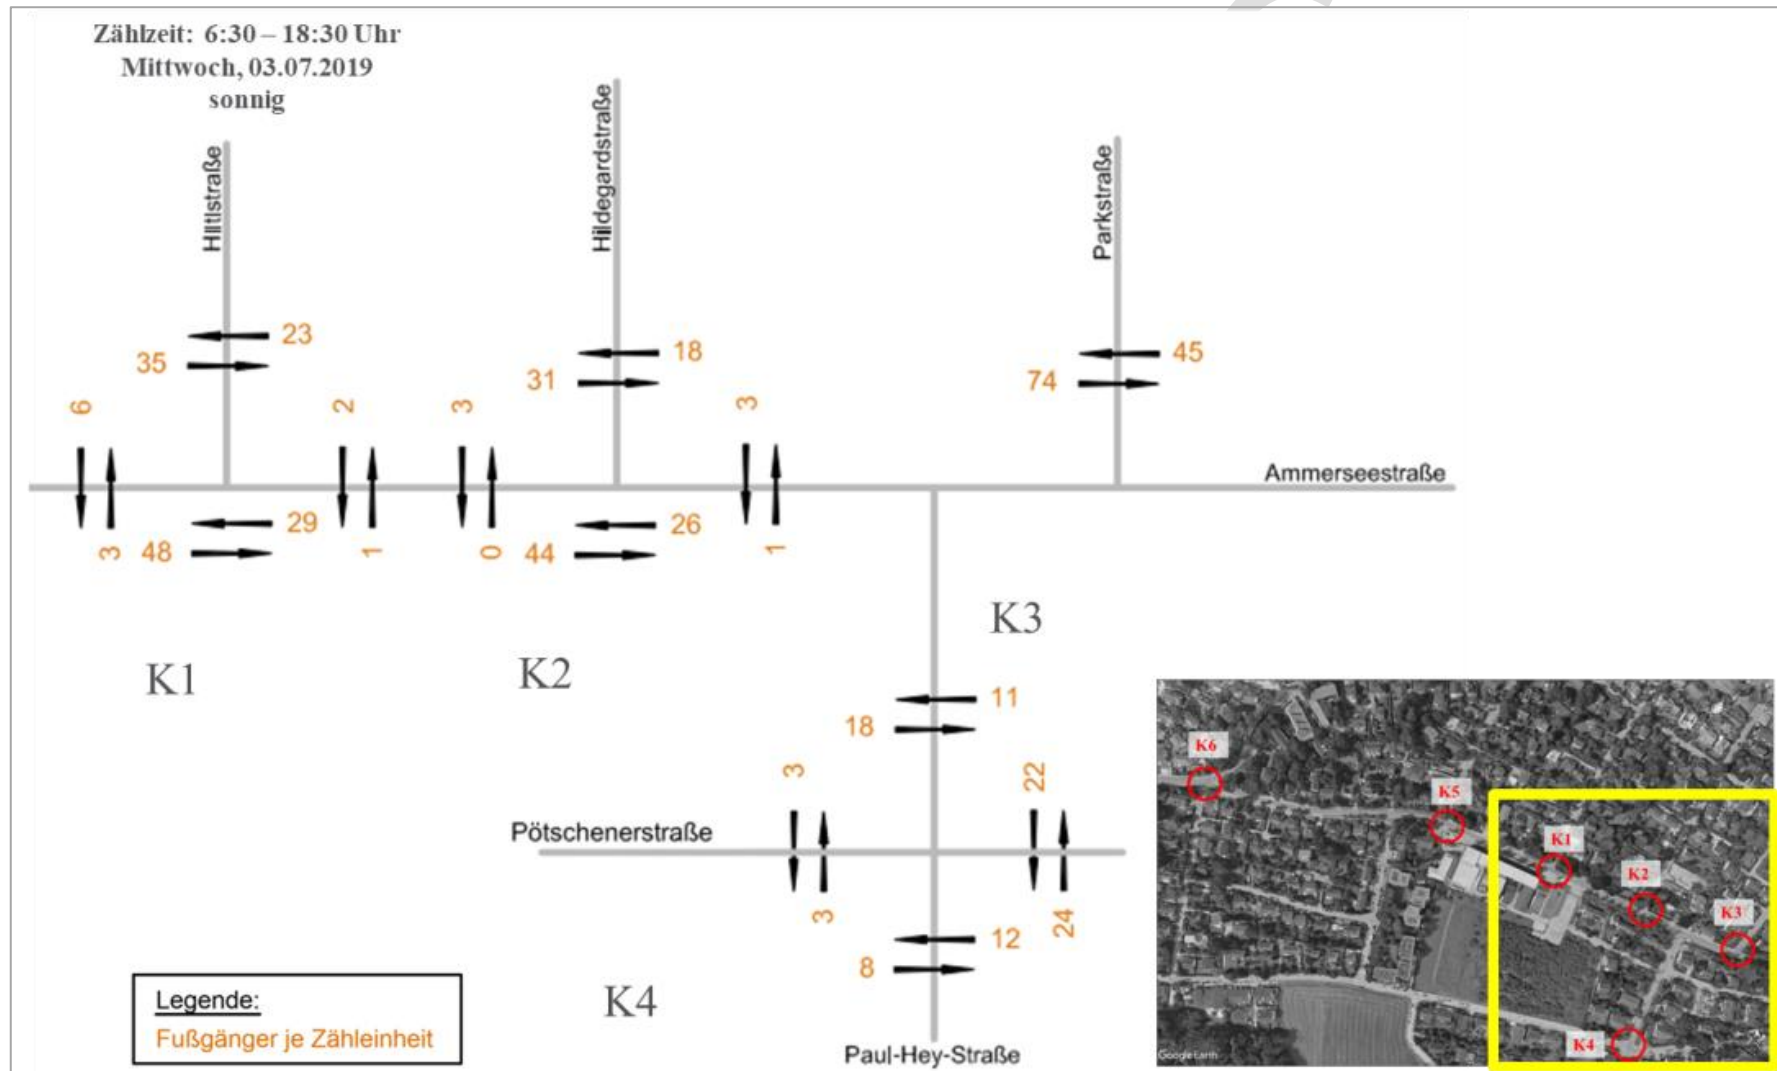 Zählzeit: 6:30 – 18:30 Uhr
Mittwoch, 03.07.2019
sonnig
Hiltlstraße
Hildegardstraße
Parkstraße
23
35
18
31
45
74
6
2
3
3
Ammerseestraße
3
48
29
1
0
44
26
1
K1
K2
K3
11
18
3
22
Pötschenerstraße
3
24
12
8
K4
Paul-Hey-Straße
Legende:
Fußgänger je Zähleinheit
K6
K5
K1
K2
K3
K4
Google Earth